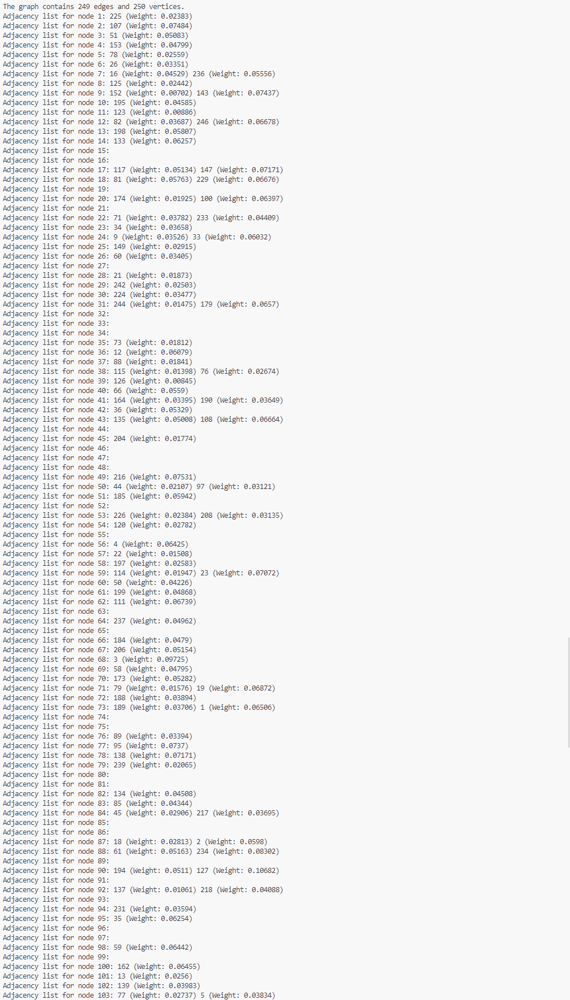 The graph contains 249 edges and 250 vertices.
Adjacency list for node 1: 225 (Weight: 0.02383)
Adjacency list for node 2: 107 (Weight: 0.07484)
Adjacency list for node 3: 51 (Weight: 0.05083)
Adjacency list for node 4: 153 (Weight: 0.04799)
Adjacency list for node 5: 78 (Weight: 0.02559)
Adjacency list for node 6: 26 (Weight: 0.03351)
Adjacency list for node 7: 16 (Weight: 0.04529) 236 (Weight: 0.05556)
Adjacency list for node 8: 125 (Weight: 0.02442)
Adjacency list for node 9: 152 (Weight: 0.00702) 143 (Weight: 0.07437)
Adjacency list for node 10: 195 (Weight: 0.04585)
Adjacency list for node 11: 123 (Weight: 0.00886)
Adjacency list for node 12: 82 (Weight: 0.03687) 246 (Weight: 0.06678)
Adjacency list for node 13: 198 (Weight: 0.05807)
Adjacency list for node 14: 133 (Weight: 0.06257)
Adjacency list for node 15:
Adjacency list for node 16:
Adjacency list for node 17: 117 (Weight: 0.05134) 147 (Weight: 0.07171)
Adjacency list for node 18: 81 (Weight: 0.05763) 229 (Weight: 0.06676)
Adjacency list for node 19:
Adjacency list for node 20: 174 (Weight: 0.01925) 100 (Weight: 0.06397)
Adjacency list for node 21:
Adjacency list for node 22: 71 (Weight: 0.03782) 233 (Weight: 0.04409)
Adjacency list for node 23: 34 (Weight: 0.03658)
Adjacency list for node 24: 9 (Weight: 0.03526) 33 (Weight: 0.06032)
Adjacency list for node 25: 149 (Weight: 0.02915)
Adjacency list for node 26: 60 (Weight: 0.03405)
Adjacency list for node 27:
Adjacency list for node 28: 21 (Weight: 0.01873)
Adjacency list for node 29: 242 (Weight: 0.02503)
Adjacency list for node 30: 224 (Weight: 0.03477)
Adjacency list for node 31: 244 (Weight: 0.01475) 179 (Weight: 0.0657)
Adjacency list for node 32:
Adjacency list for node 33:
Adjacency list for node 34:
Adjacency list for node 35: 73 (Weight: 0.01812)
Adjacency list for node 36: 12 (Weight: 0.06079)
Adjacency list for node 37: 88 (Weight: 0.01841)
Adjacency list for node 38: 115 (Weight: 0.01398) 76 (Weight: 0.02674)
Adjacency list for node 39: 126 (Weight: 0.00845)
Adjacency list for node 40: 66 (Weight: 0.0559)
Adjacency list for node 41: 164 (Weight: 0.03395) 190 (Weight: 0.03649)
Adjacency list for node 42: 36 (Weight: 0.05329)
Adjacency list for node 43: 135 (Weight: 0.05008) 108 (Weight: 0.06664)
Adjacency list for node 44:
Adjacency list for node 45: 204 (Weight: 0.01774)
Adjacency list for node 46:
Adjacency list for node 47:
Adjacency list for node 48:
Adjacency list for node 49: 216 (Weight: 0.07531)
Adjacency list for node 50: 44 (Weight: 0.02107) 97 (Weight: 0.03121)
Adjacency list for node 51: 185 (Weight: 0.05942)
Adjacency list for node 52:
Adjacency list for node 53: 226 (Weight: 0.02384) 208 (Weight: 0.03135)
Adjacency list for node 54: 120 (Weight: 0.02782)
Adjacency list for node 55:
Adjacency list for node 56: 4 (Weight: 0.06425)
Adjacency list for node 57: 22 (Weight: 0.01508)
Adjacency list for node 58: 197 (Weight: 0.02583)
Adjacency list for node 59: 114 (Weight: 0.01947) 23 (Weight: 0.07072)
Adjacency list for node 60: 50 (Weight: 0.04226)
Adjacency list for node 61: 199 (Weight: 0.04868)
Adjacency list for node 62: 111 (Weight: 0.06739)
Adjacency list for node 63:
Adjacency list for node 64: 237 (Weight: 0.04962)
Adjacency list for node 65:
Adjacency list for node 66: 184 (Weight: 0.0479)
Adjacency list for node 67: 206 (Weight: 0.05154)
Adjacency list for node 68: 3 (Weight: 0.09725)
Adjacency list for node 69: 58 (Weight: 0.04795)
Adjacency list for node 70: 173 (Weight: 0.05282)
Adjacency list for node 71: 79 (Weight: 0.01576) 19 (Weight: 0.06872)
Adjacency list for node 72: 188 (Weight: 0.03894)
Adjacency list for node 73: 189 (Weight: 0.03706) 1 (Weight: 0.06506)
Adjacency list for node 74:
Adjacency list for node 75:
Adjacency list for node 76: 89 (Weight: 0.03394)
Adjacency list for node 77: 95 (Weight: 0.0737)
Adjacency list for node 78: 138 (Weight: 0.07171)
Adjacency list for node 79: 239 (Weight: 0.02065)
Adjacency list for node 80:
Adjacency list for node 81:
Adjacency list for node 82: 134 (Weight: 0.04508)
Adjacency list for node 83: 85 (Weight: 0.04344)
Adjacency list for node 84: 45 (Weight: 0.02906) 217 (Weight: 0.03695)
Adjacency list for node 85:
Adjacency list for node 86:
Adjacency list for node 87: 18 (Weight: 0.02813) 2 (Weight: 0.0598)
Adjacency list for node 88: 61 (Weight: 0.05163) 234 (Weight: 0.08302)
Adjacency list for node 89:
Adjacency list for node 90: 194 (Weight: 0.0511) 127 (Weight: 0.10682)
Adjacency list for node 91:
Adjacency list for node 92: 137 (Weight: 0.01061) 218 (Weight: 0.04088)
Adjacency list for node 93:
Adjacency list for node 94: 231 (Weight: 0.03594)
Adjacency list for node 95: 35 (Weight: 0.06254)
Adjacency list for node 96:
Adjacency list for node 97:
Adjacency list for node 98: 59 (Weight: 0.06442)
Adjacency list for node 99:
Adjacency list for node 100: 162 (Weight: 0.06455)
Adjacency list for node 101: 13 (Weight: 0.0256)
Adjacency list for node 102: 139 (Weight: 0.03983)
Adjacency list for node 103: 77 (Weight: 0.02737) 5 (Weight: 0.03834)